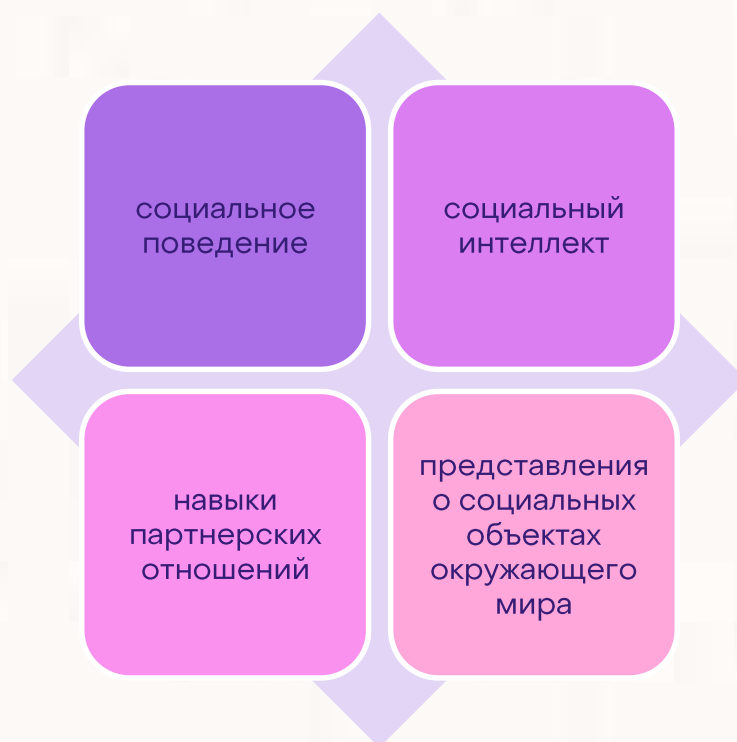 социальное
поведение
социальный
интеллект
навыки
партнерских
отношений
представления
о социальных
объектах
окружающего
мира